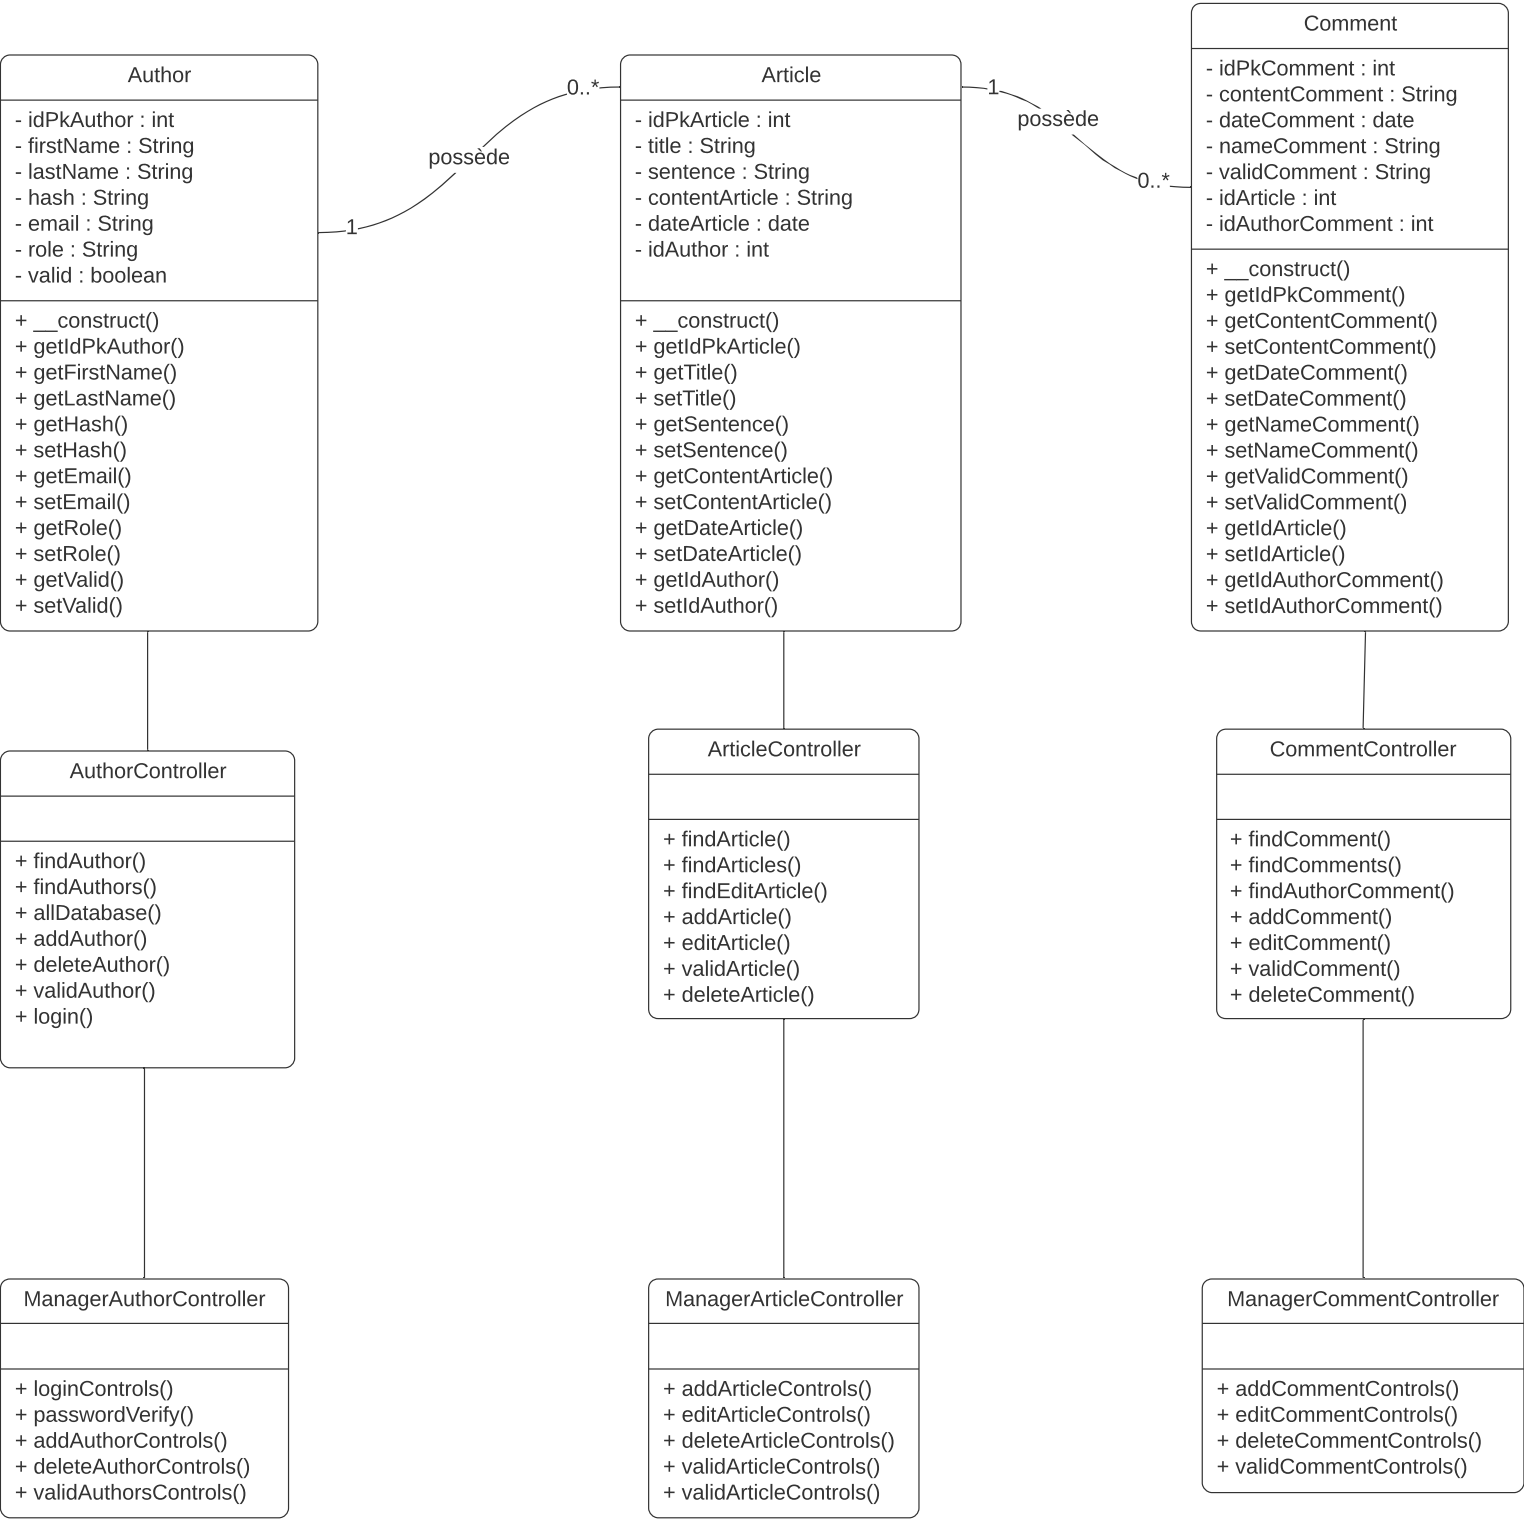 Author
- idPkAuthor : int
- firstName : String
- lastName : String
- hash : String
- email : String
- role : String
- valid : boolean
+ __construct()
+ getIdPkAuthor()
+ getFirstName()
+ getLastName()
+ getHash()
+ setHash()
+ getEmail()
+ setEmail()
+ getRole()
+ setRole()
+ getValid()
+ setValid()
1
possède
0..*
Article
- idPkArticle : int
- title : String
- sentence : String
- contentArticle : String
- dateArticle : date
- idAuthor : int
+ __construct()
+ getIdPkArticle()
+ getTitle()
+ setTitle()
+ getSentence()
+ setSentence()
+ getContentArticle()
+ setContentArticle()
+ getDateArticle()
+ setDateArticle()
+ getIdAuthor()
+ setIdAuthor()
1
possède
0..*
Comment
- idPkComment : int
- contentComment : String
- dateComment : date
- nameComment : String
- validComment : String
- idArticle : int
- idAuthorComment : int
+ __construct()
+ getIdPkComment()
+ getContentComment()
+ setContentComment()
+ getDateComment()
+ setDateComment()
+ getNameComment()
+ setNameComment()
+ getValidComment()
+ setValidComment()
+ getIdArticle()
+ setIdArticle()
+ getIdAuthorComment()
+ setIdAuthorComment()
AuthorController
+ findAuthor()
+ findAuthors()
+ allDatabase()
+ addAuthor()
+ deleteAuthor()
+ validAuthor()
+ login()
ArticleController
+ findArticle()
+ findArticles()
+ findEditArticle()
+ addArticle()
+ editArticle()
+ validArticle()
+ deleteArticle()
CommentController
+ findComment()
+ findComments()
+ findAuthorComment()
+ addComment()
+ editComment()
+ validComment()
+ deleteComment()
ManagerAuthorController
+ loginControls()
+ passwordVerify()
+ addAuthorControls()
+ deleteAuthorControls()
+ validAuthorsControls()
ManagerArticleController
+ addArticleControls()
+ editArticleControls()
+ deleteArticleControls()
+ validArticleControls()
+ validArticleControls()
ManagerCommentController
+ addCommentControls()
+ editCommentControls()
+ deleteCommentControls()
+ validCommentControls()